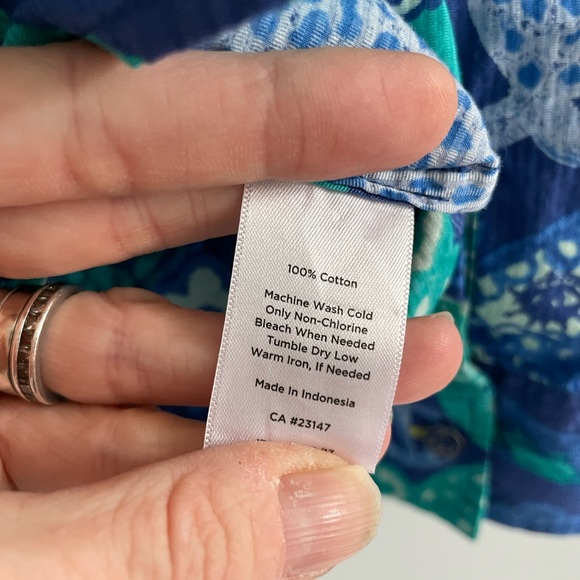 100% Cotton
Machine Wash Cold
Only Non-Chlorine
Bleach When Needed
Tumble Dry Low
Warm Iron, If Needed
Made In Indonesia
CA #23147